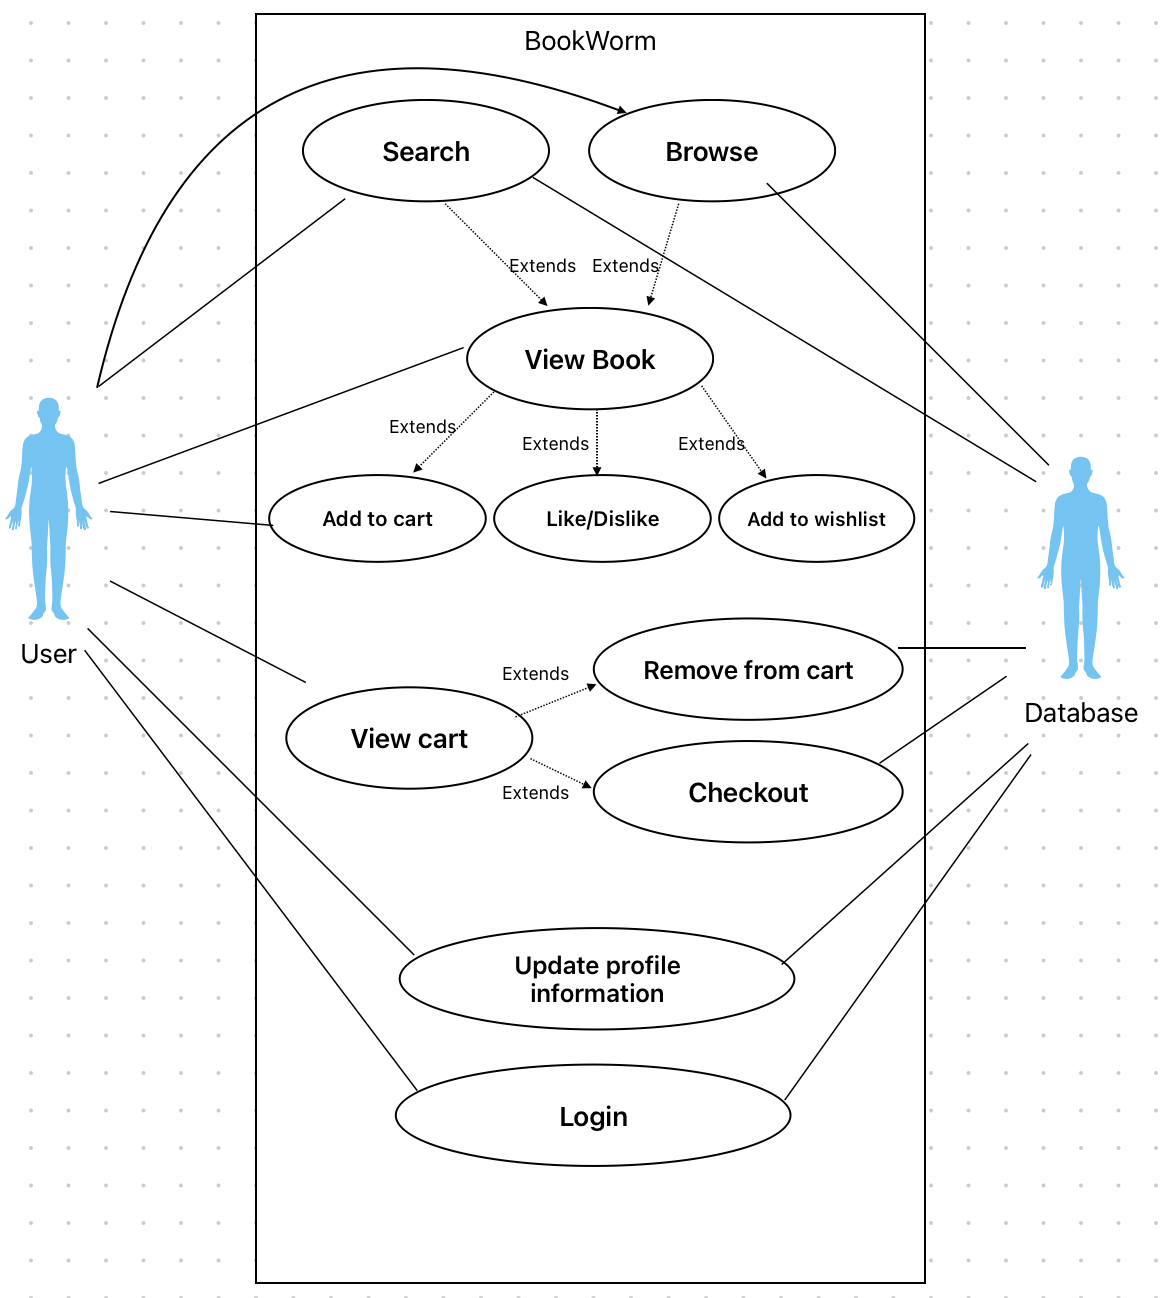 BookWorm
Search
Browse
Extends
Extends
View Book
Extends
Extends
Extends
Add to cart
Like/Dislike
Add to wishlist
User
Extends
Remove from cart
Database
View cart
Extends
Checkout
Update profile
information
Login